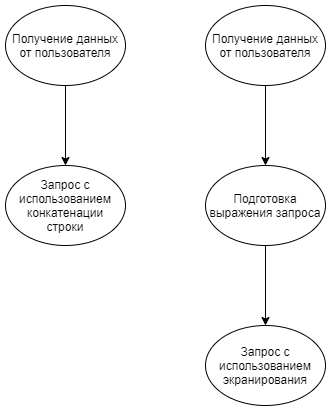 Получение данных
от пользователя
Запрос с
использованием
конкатенации
строки
Получение данных
от пользователя
Подготовка
выражения запроса
Запрос с
использованием
экранирования